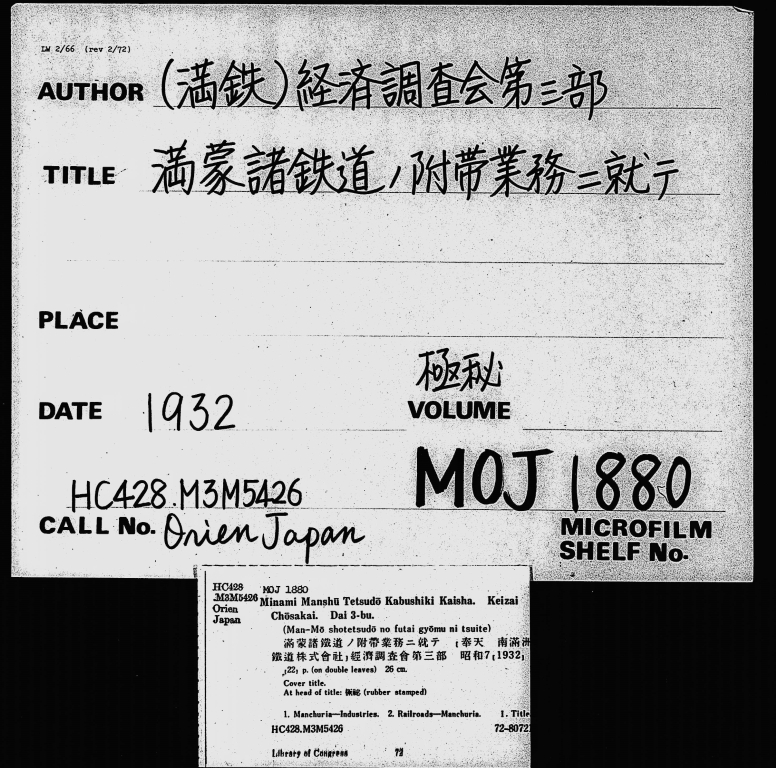 LW 2/66 (rev 2/72)
AUTHOR (満鉄)経済調査会第三部
TITLE 満蒙諸鉄道ノ附帯業務ニ就テ
PLACE
極秘
DATE 1932 VOLUME
HC428.M3M5426 MOJ 1880
CALL No. Orien Japan MICROFILM
SHELF No.
HC428 MOJ 1880
.M3M5426 Minami Manshū Tetsudō Kabushiki Kaisha. Keizai
Orien Chōsakai. Dai 3-bu.
Japan
(Man-Mō shotetsudō no futai gyōmu ni tsuite)
滿蒙諸鐵道ノ附帶業務ニ就テ [奉天 南滿洲
鐵道株式會社] 經濟調査會第三部 昭和7[1932]
[22] p. (on double leaves) 26 cm.
Cover title.
At head of title: 極祕 (rubber stamped)
1. Manchuria—Industries. 2. Railroads—Manchuria. I. Title
HC428.M3M5426 72-80721
Library of Congress 72